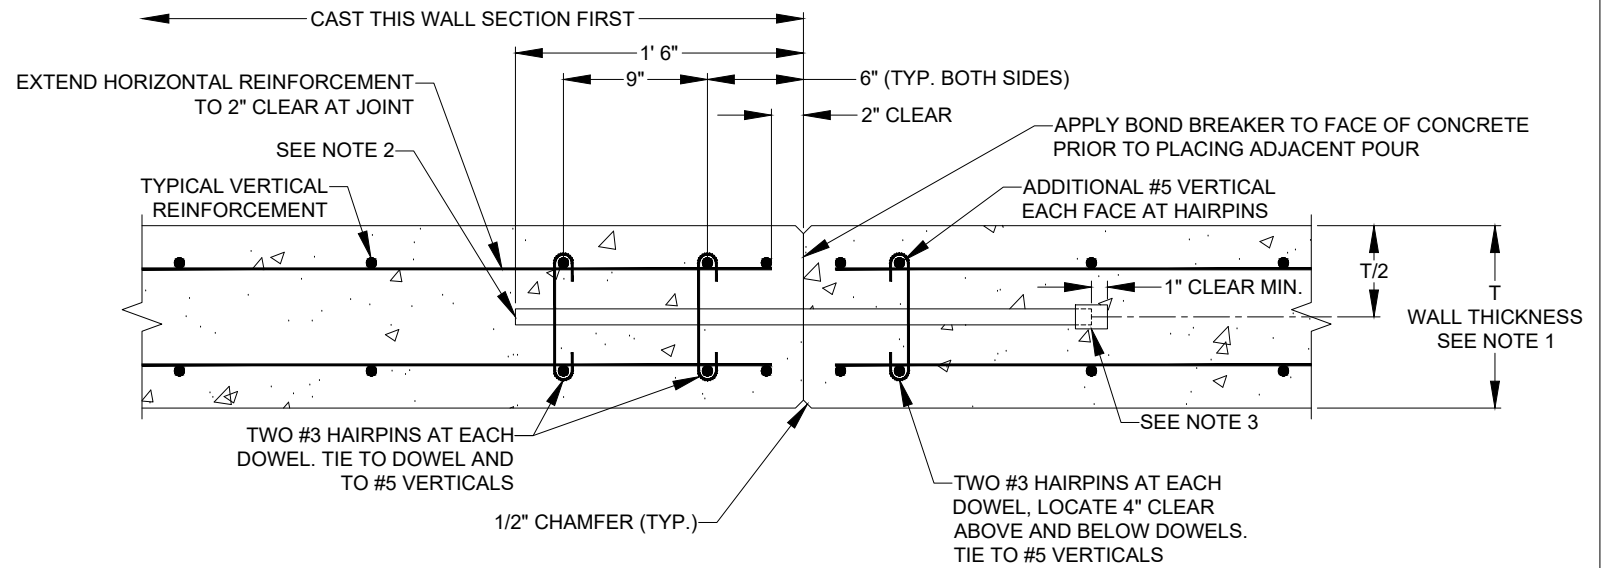 CAST THIS WALL SECTION FIRST
1' 6"
9"
6" (TYP. BOTH SIDES)
2" CLEAR
EXTEND HORIZONTAL REINFORCEMENT
TO 2" CLEAR AT JOINT
SEE NOTE 2
TYPICAL VERTICAL
REINFORCEMENT
APPLY BOND BREAKER TO FACE OF CONCRETE
PRIOR TO PLACING ADJACENT POUR
ADDITIONAL #5 VERTICAL
EACH FACE AT HAIRPINS
T/2
1" CLEAR MIN.
T
WALL THICKNESS
SEE NOTE 1
SEE NOTE 3
TWO #3 HAIRPINS AT EACH
DOWEL. TIE TO DOWEL AND
TO #5 VERTICALS
1/2" CHAMFER (TYP.)
TWO #3 HAIRPINS AT EACH
DOWEL, LOCATE 4" CLEAR
ABOVE AND BELOW DOWELS.
TIE TO #5 VERTICALS